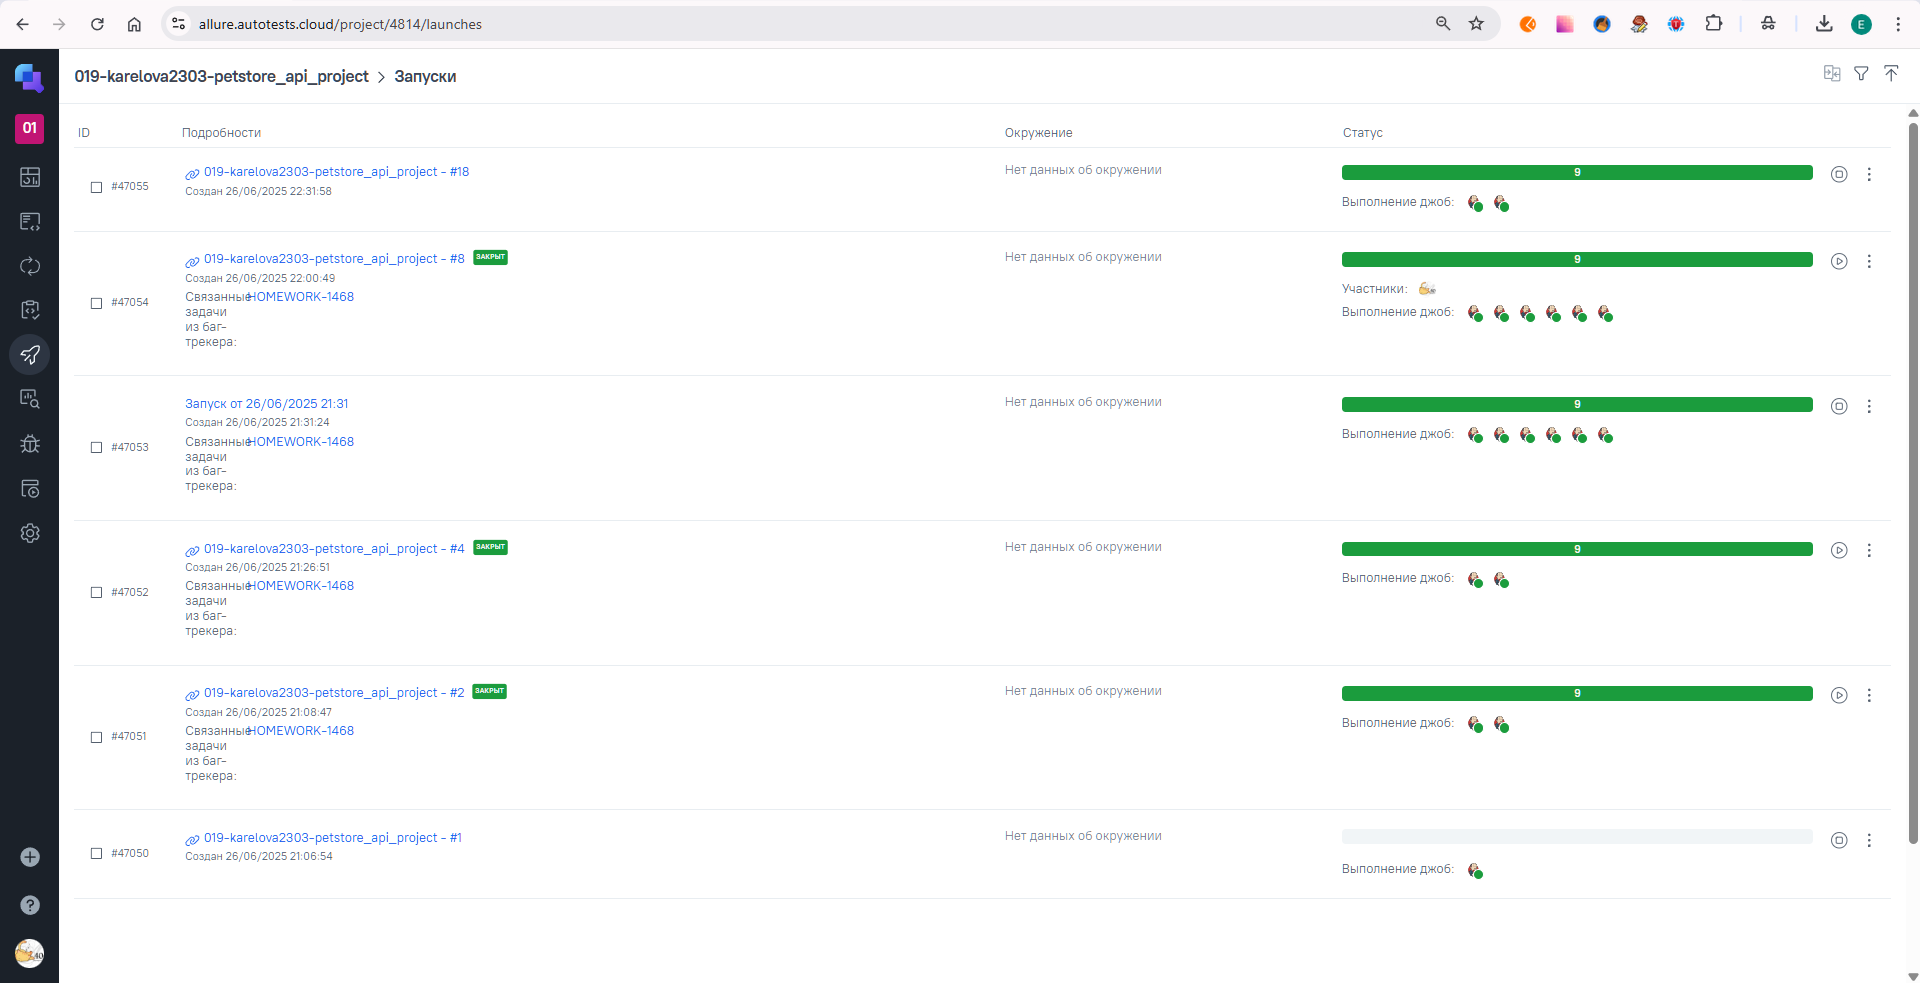 allure.autotests.cloud/project/4814/launches
E
019-karelova2303-petstore_api_project > Запуски
01
ID Подробности Окружение Статус
#47055
019-karelova2303-petstore_api_project - #18
Создан 26/06/2025 22:31:58
Нет данных об окружении
9
Выполнение джоб:
#47054
019-karelova2303-petstore_api_project - #8 ЗАКРЫТ
Создан 26/06/2025 22:00:49
Связанные HOMEWORK-1468
задачи
из баг-
трекера:
Нет данных об окружении
9
Участники:
Выполнение джоб:
#47053
Запуск от 26/06/2025 21:31
Создан 26/06/2025 21:31:24
Связанные HOMEWORK-1468
задачи
из баг-
трекера:
Нет данных об окружении
9
Выполнение джоб:
#47052
019-karelova2303-petstore_api_project - #4 ЗАКРЫТ
Создан 26/06/2025 21:26:51
Связанные HOMEWORK-1468
задачи
из баг-
трекера:
Нет данных об окружении
9
Выполнение джоб:
#47051
019-karelova2303-petstore_api_project - #2 ЗАКРЫТ
Создан 26/06/2025 21:08:47
Связанные HOMEWORK-1468
задачи
из баг-
трекера:
Нет данных об окружении
9
Выполнение джоб:
#47050
019-karelova2303-petstore_api_project - #1
Создан 26/06/2025 21:06:54
Нет данных об окружении
Выполнение джоб: